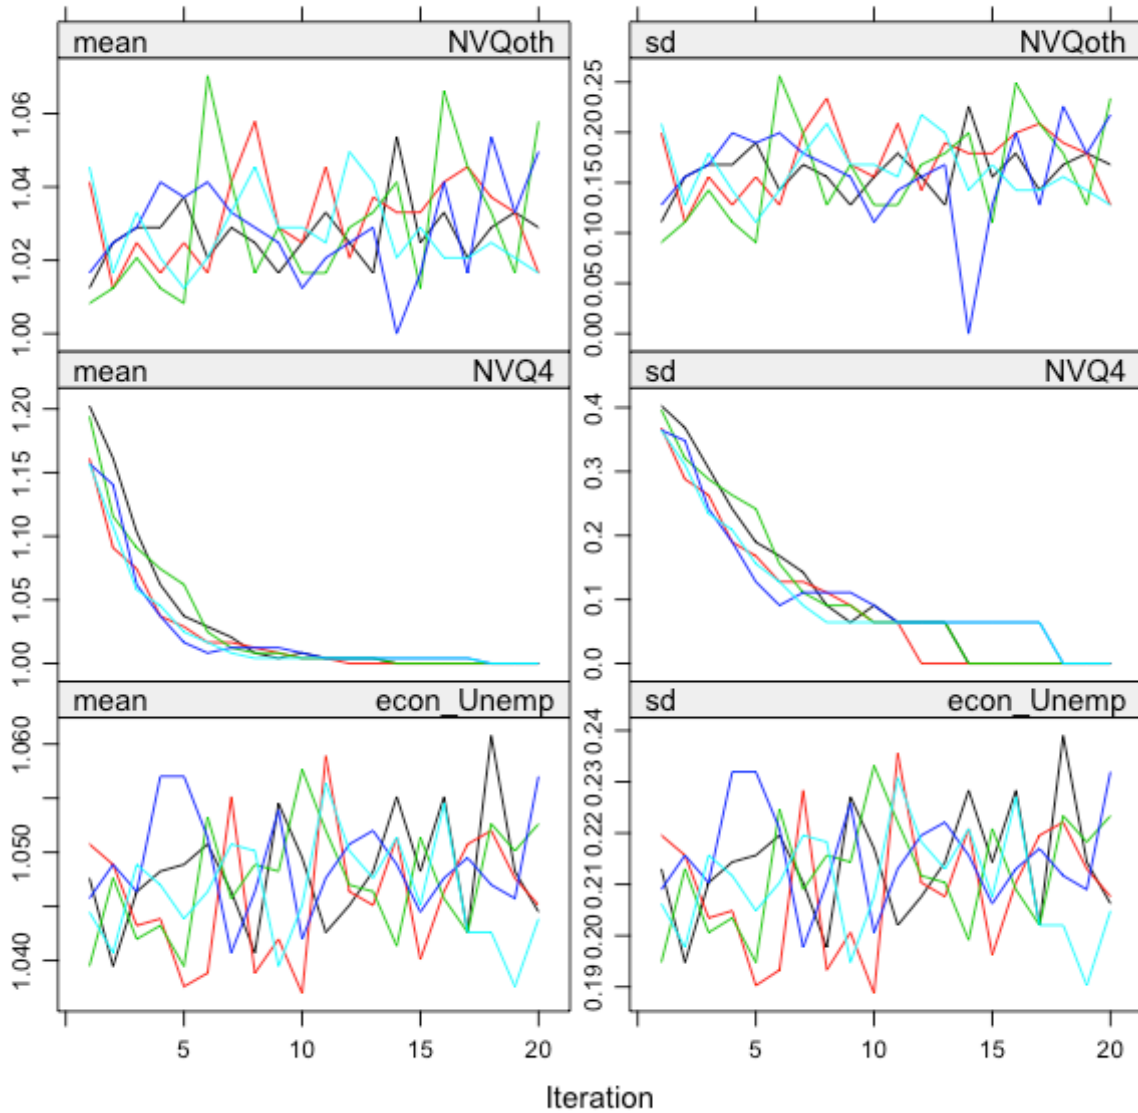 mean NVQoth
sd NVQoth
1.00 1.02 1.04 1.06
0.00 0.05 0.10 0.15 0.20 0.25
mean NVQ4
sd NVQ4
1.00 1.05 1.10 1.15 1.20
0.0 0.1 0.2 0.3 0.4
mean econ_Unemp
sd econ_Unemp
1.040 1.050 1.060
0.19 0.20 0.21 0.22 0.23 0.24
5 10 15 20
5 10 15 20
Iteration